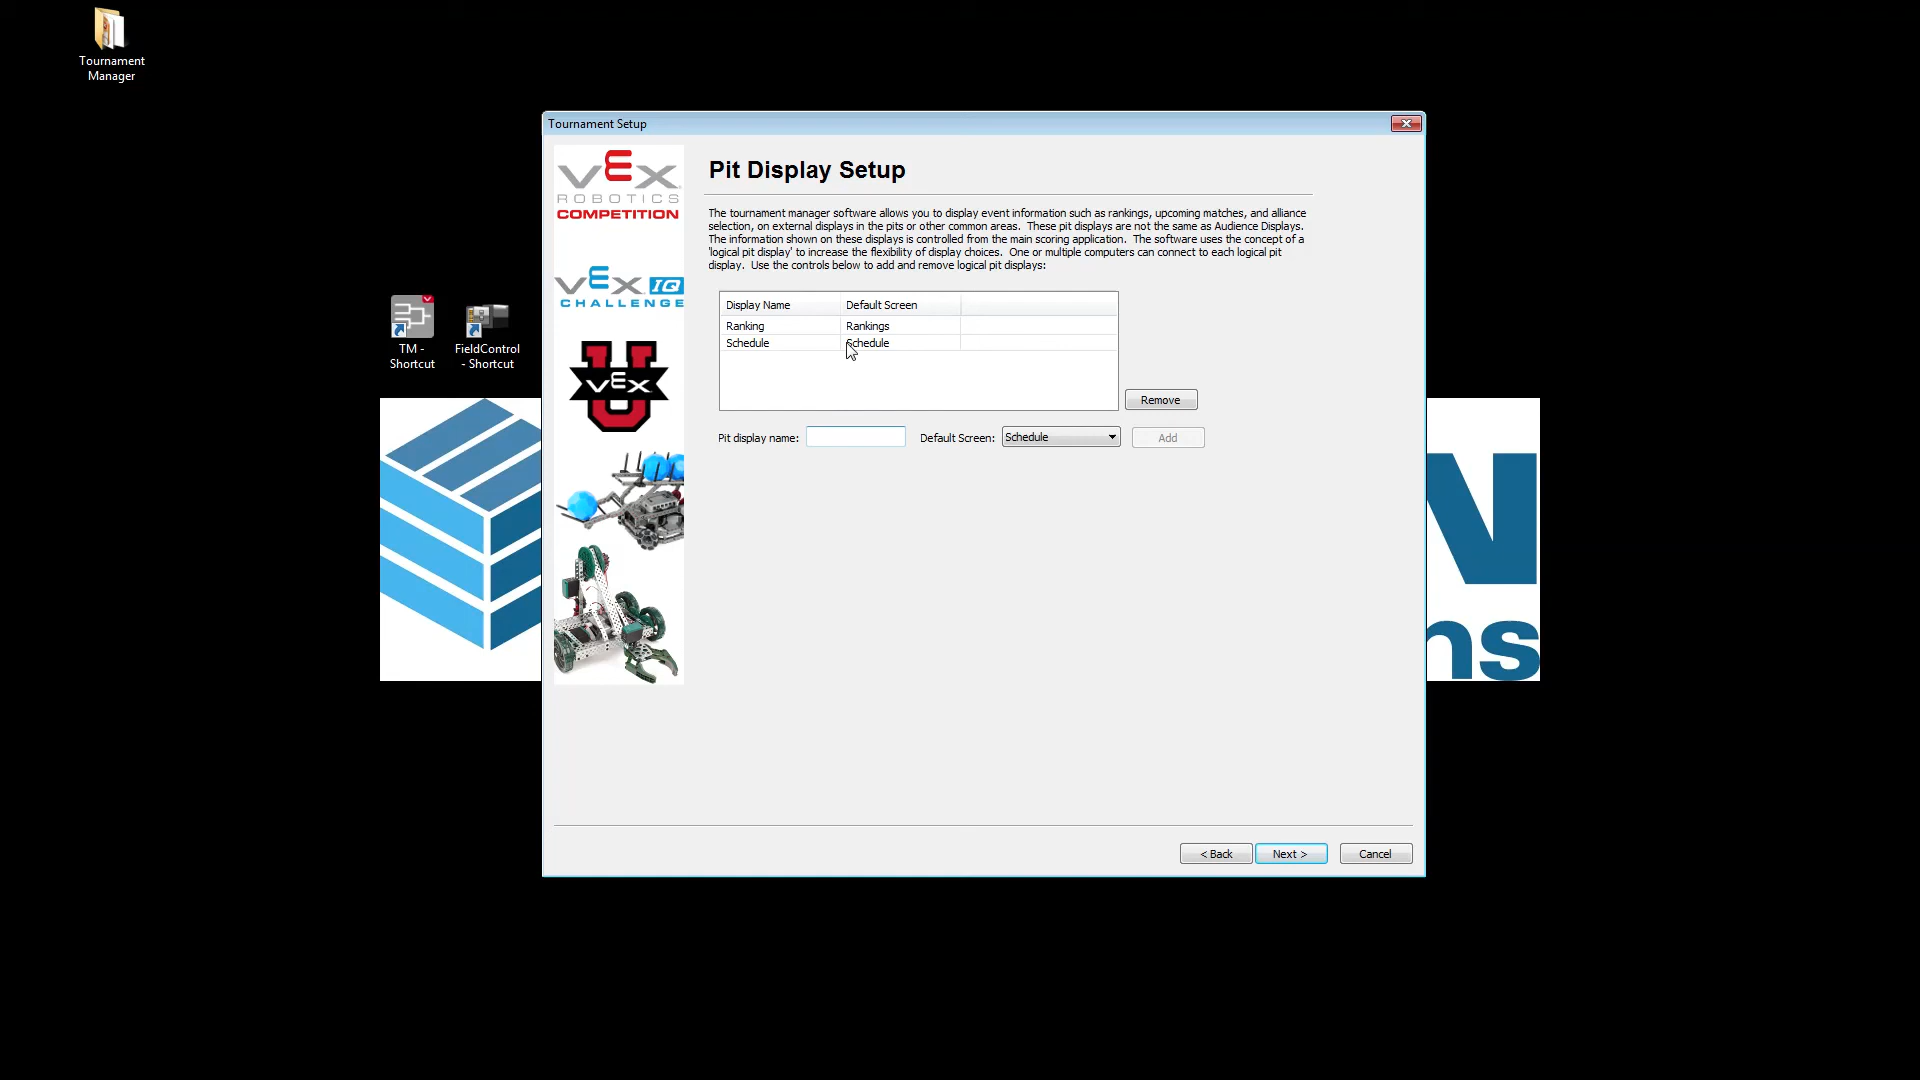 Tournament
Manager
Tournament Setup
VEX
ROBOTICS
COMPETITION
Pit Display Setup
The tournament manager software allows you to display event information such as rankings, upcoming matches, and alliance
selection, on external displays in the pits or other common areas. These pit displays are not the same as Audience Displays.
The information shown on these displays is controlled from the main scoring application. The software uses the concept of a
'logical pit display' to increase the flexibility of display choices. One or multiple computers can connect to each logical pit
display. Use the controls below to add and remove logical pit displays:
VEX IQ
CHALLENGE
Display Name Default Screen
Ranking Rankings
Schedule Schedule
TM -
Shortcut
FieldControl
- Shortcut
U
VEX
Remove
Pit display name: Default Screen: Schedule Add
N
ns
< Back Next > Cancel